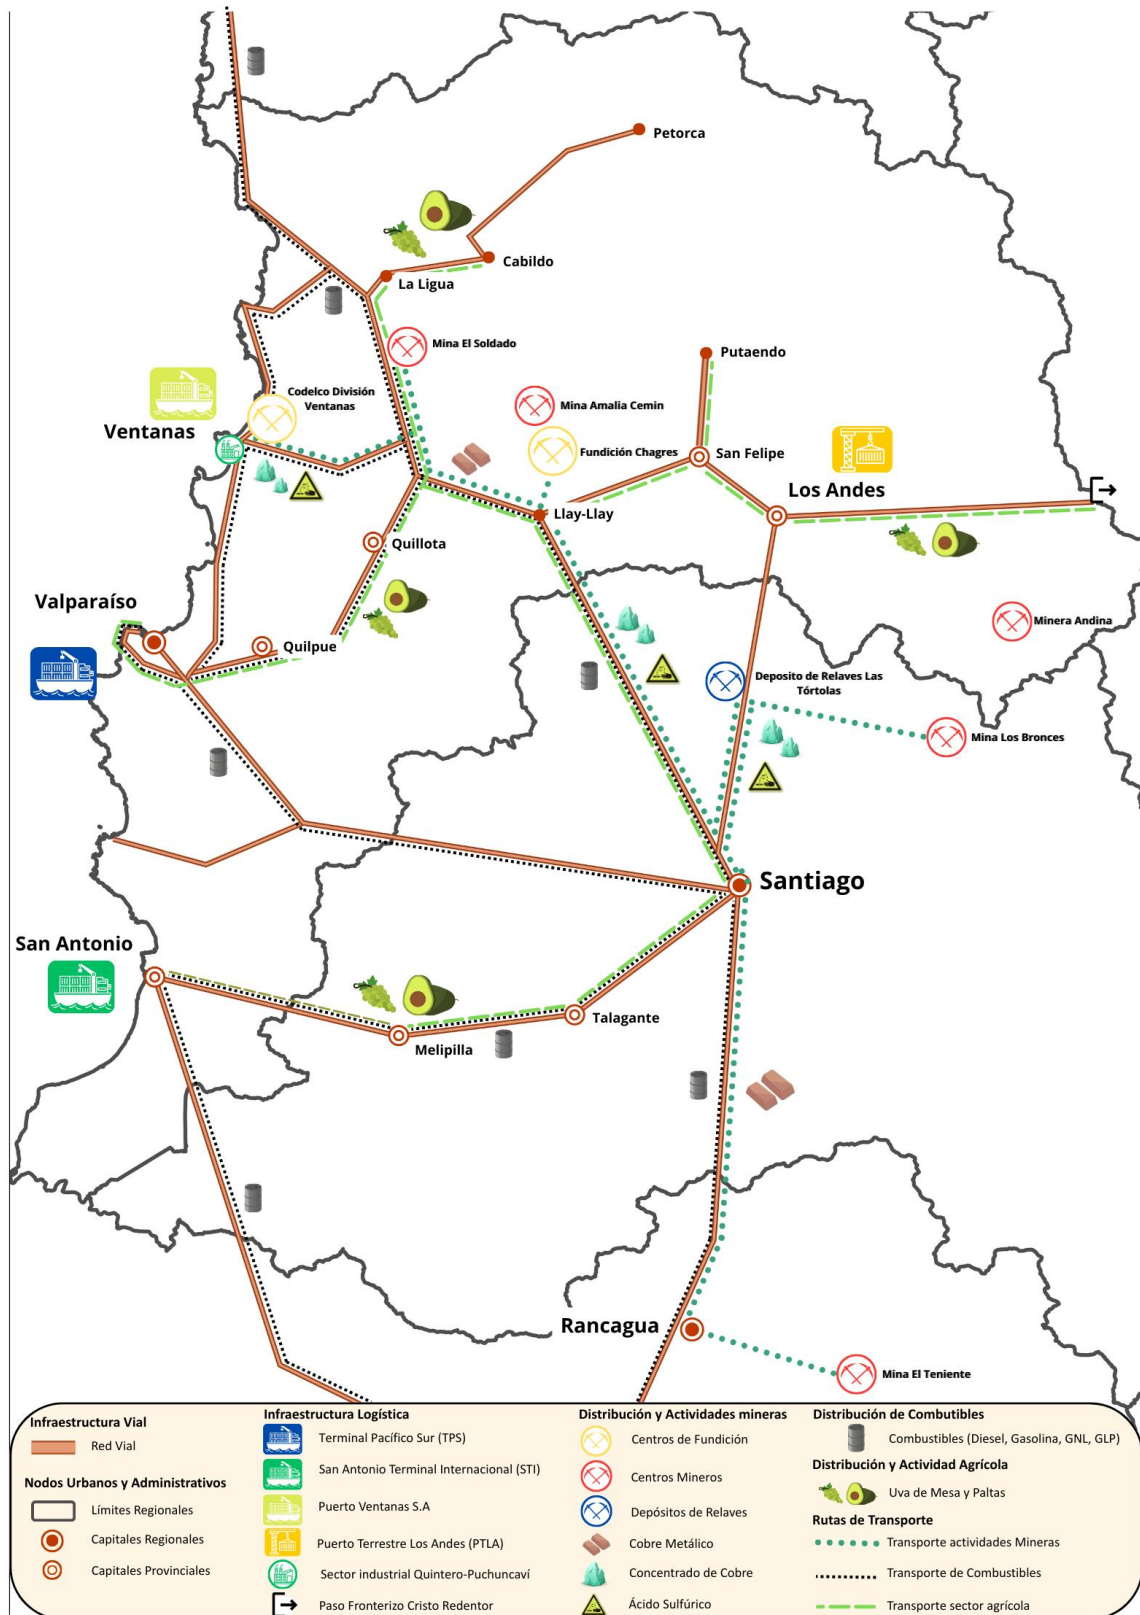 Petorca
Cabildo
La Ligua
Mina El Soldado
Putaendo
Codelco División
Ventanas
Mina Amalia Cemin
Ventanas
Fundición Chagres
San Felipe
Los Andes
Llay-Llay
Quillota
Valparaíso
Quilpue
Minera Andina
Deposito de Relaves Las
Tórtolas
Mina Los Bronces
Santiago
San Antonio
Talagante
Melipilla
Rancagua
Mina El Teniente
Infraestructura Vial
Red Vial
Nodos Urbanos y Administrativos
Límites Regionales
Capitales Regionales
Capitales Provinciales
Infraestructura Logística
Terminal Pacífico Sur (TPS)
San Antonio Terminal Internacional (STI)
Puerto Ventanas S.A
Puerto Terrestre Los Andes (PTLA)
Sector industrial Quintero-Puchuncaví
Paso Fronterizo Cristo Redentor
Distribución y Actividades mineras
Centros de Fundición
Centros Mineros
Depósitos de Relaves
Cobre Metálico
Concentrado de Cobre
Ácido Sulfúrico
Distribución de Combutibles
Combustibles (Diesel, Gasolina, GNL, GLP)
Distribución y Actividad Agrícola
Uva de Mesa y Paltas
Rutas de Transporte
Transporte actividades Mineras
Transporte de Combustibles
Transporte sector agrícola